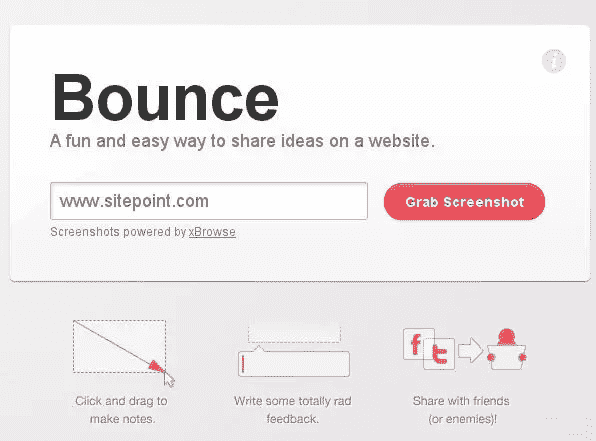 i
Bounce
A fun and easy way to share ideas on a website.
www.sitepoint.com
Grab Screenshot
Screenshots powered by xBrowse
f
t
Click and drag to
make notes.
Write some totally rad
feedback.
Share with friends
(or enemies)!